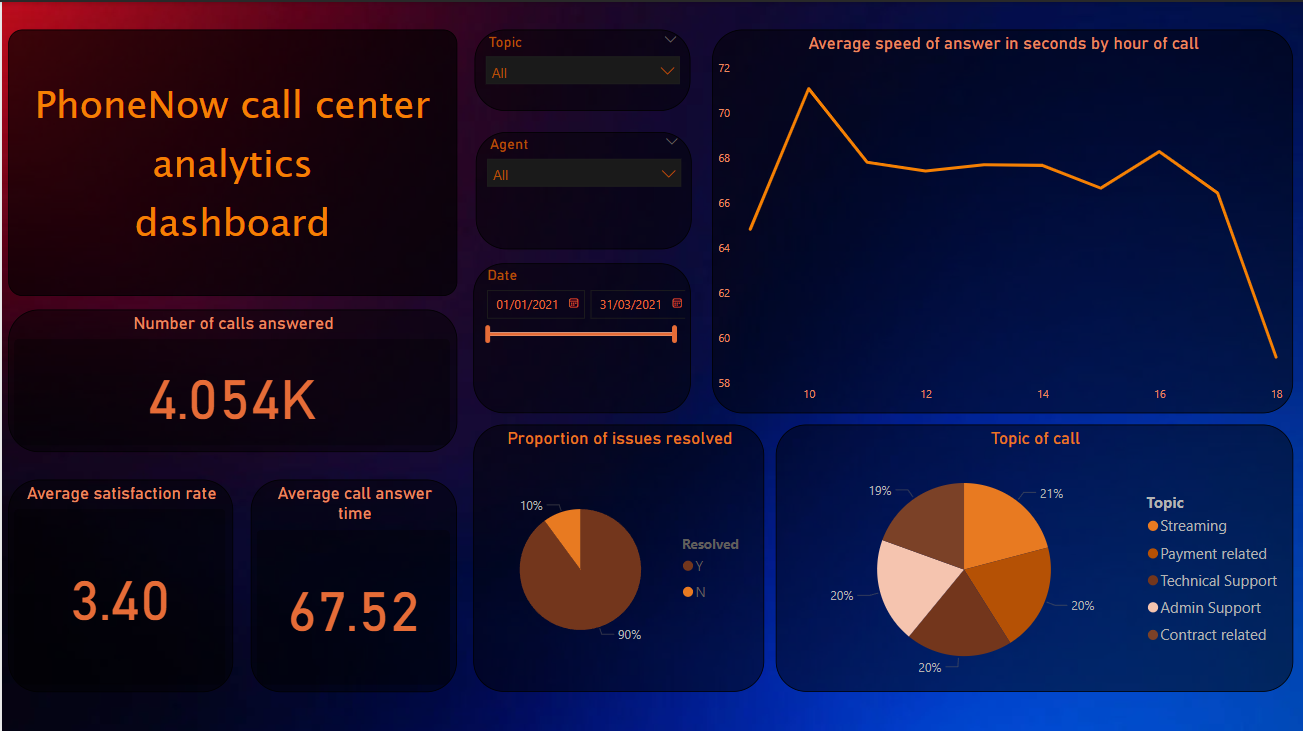 PhoneNow call center
analytics
dashboard
Topic
All
Agent
All
Date
01/01/2021 31/03/2021
Average speed of answer in seconds by hour of call
72
70
68
66
64
62
60
58
10 12 14 16 18
Number of calls answered
4.054K
Average satisfaction rate
3.40
Average call answer
time
67.52
Proportion of issues resolved
10%
90%
Resolved
Y
N
Topic of call
19%
21%
20%
20%
20%
Topic
Streaming
Payment related
Technical Support
Admin Support
Contract related